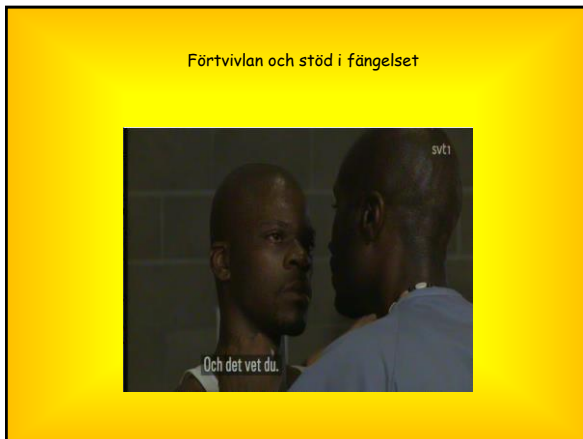 Förtvivlan och stöd i fängelset
svt1
Och det vet du.